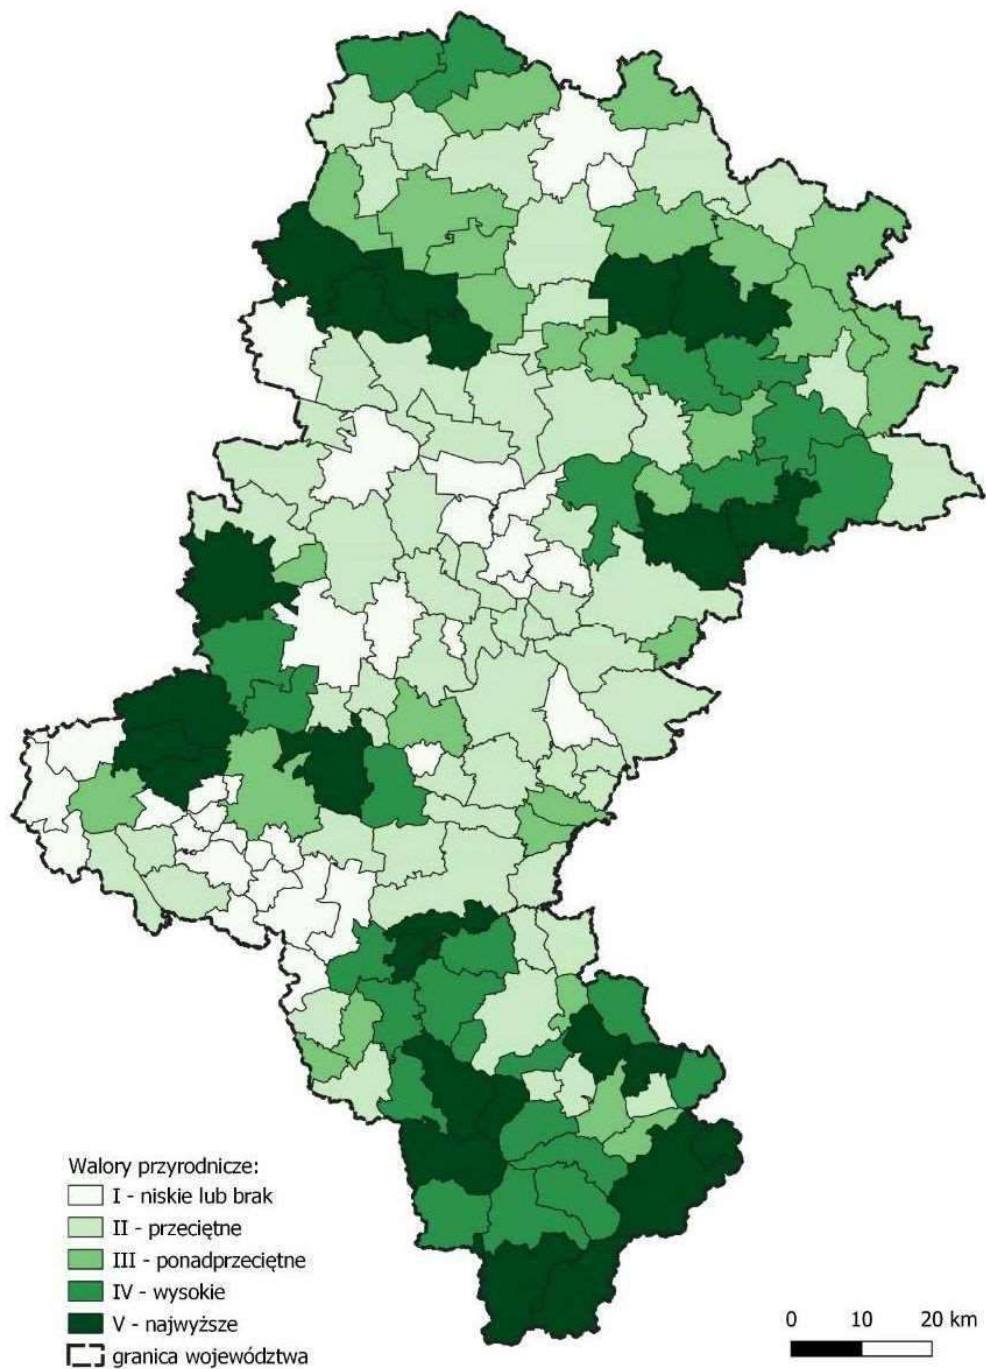 Walory przyrodnicze:
I - niskie lub brak
II - przeciętne
III - ponadprzeciętne
IV - wysokie
V - najwyższe
granica województwa
0 10 20 km